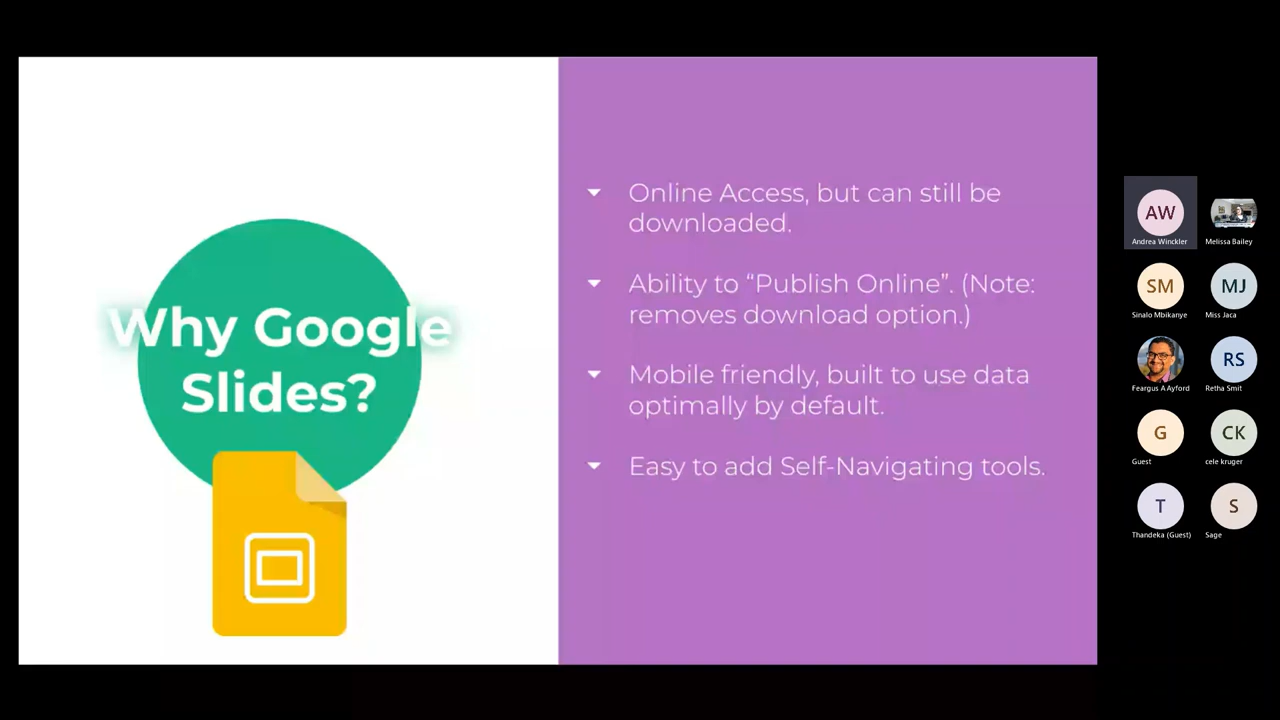 Why Google
Slides?
Online Access, but can still be
downloaded.
Ability to “Publish Online”. (Note:
removes download option.)
Mobile friendly, built to use data
optimally by default.
Easy to add Self-Navigating tools.
AW
Andrea Winckler
Melissa Bailey
SM
Sinalo Mbikanye
MJ
Miss Jaca
Feargus A Ayford
RS
Retha Smit
G
Guest
CK
cele kruger
T
Thandeka (Guest)
S
Sage